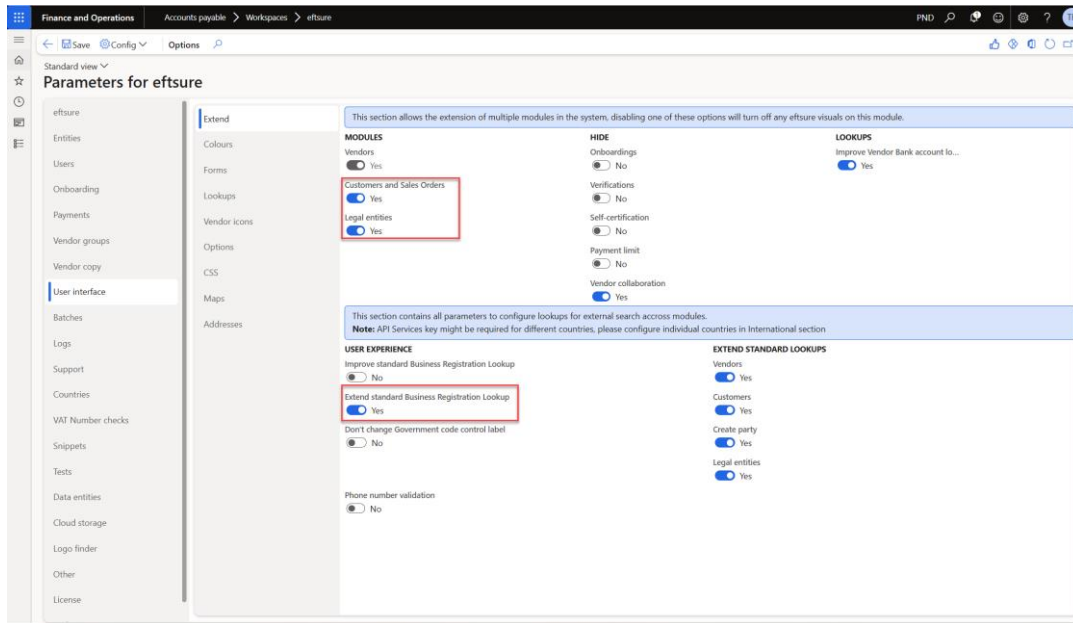 Finance and Operations Accounts payable > Workspaces > eftsure PND ?
Save Config Options
Standard view
Parameters for eftsure
eftsure
Entities
Users
Onboarding
Payments
Vendor groups
Vendor copy
User interface
Batches
Logs
Support
Countries
VAT Number checks
Snippets
Tests
Data entities
Cloud storage
Logo finder
Other
License
Extend
Colours
Forms
Lookups
Vendor icons
Options
CSS
Maps
Addresses
This section allows the extension of multiple modules in the system, disabling one of these options will turn off any eftsure visuals on this module.
MODULES
Vendors
Yes
Customers and Sales Orders
Yes
Legal entities
Yes
HIDE
Onboardings
No
Verifications
No
Self-certification
No
Payment limit
No
Vendor collaboration
Yes
LOOKUPS
Improve Vendor Bank account lo...
Yes
This section contains all parameters to configure lookups for external search accross modules.
Note: API Services key might be required for different countries, please configure individual countries in International section
USER EXPERIENCE
Improve standard Business Registration Lookup
No
Extend standard Business Registration Lookup
Yes
Don't change Government code control label
No
Phone number validation
No
EXTEND STANDARD LOOKUPS
Vendors
Yes
Customers
Yes
Create party
Yes
Legal entities
Yes